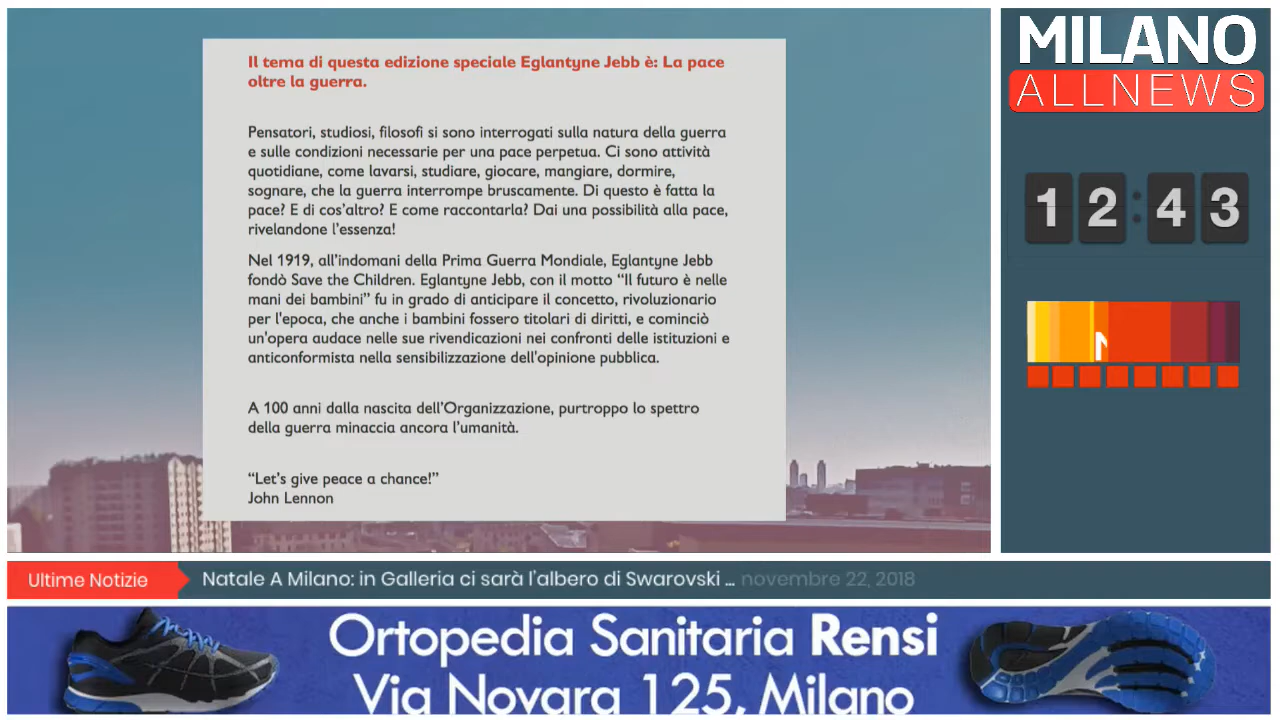 Il tema di questa edizione speciale Eglantyne Jebb è: La pace
oltre la guerra.
Pensatori, studiosi, filosofi si sono interrogati sulla natura della guerra
e sulle condizioni necessarie per una pace perpetua. Ci sono attività
quotidiane, come lavarsi, studiare, giocare, mangiare, dormire,
sognare, che la guerra interrompe bruscamente. Di questo è fatta la
pace? E di cos'altro? E come raccontarla? Dai una possibilità alla pace,
rivelandone l'essenza!
Nel 1919, all'indomani della Prima Guerra Mondiale, Eglantyne Jebb
fondò Save the Children. Eglantyne Jebb, con il motto “Il futuro è nelle
mani dei bambini” fu in grado di anticipare il concetto, rivoluzionario
per l'epoca, che anche i bambini fossero titolari di diritti, e cominciò
un'opera audace nelle sue rivendicazioni nei confronti delle istituzioni e
anticonformista nella sensibilizzazione dell'opinione pubblica.
A 100 anni dalla nascita dell'Organizzazione, purtroppo lo spettro
della guerra minaccia ancora l'umanità.
“Let's give peace a chance!”
John Lennon
MILANO
ALLNEWS
12:43
N
Ultime Notizie
Natale A Milano: in Galleria ci sarà l'albero di Swarovski ... novembre 22, 2018
Ortopedia Sanitaria Rensi
Via Novara 125, Milano